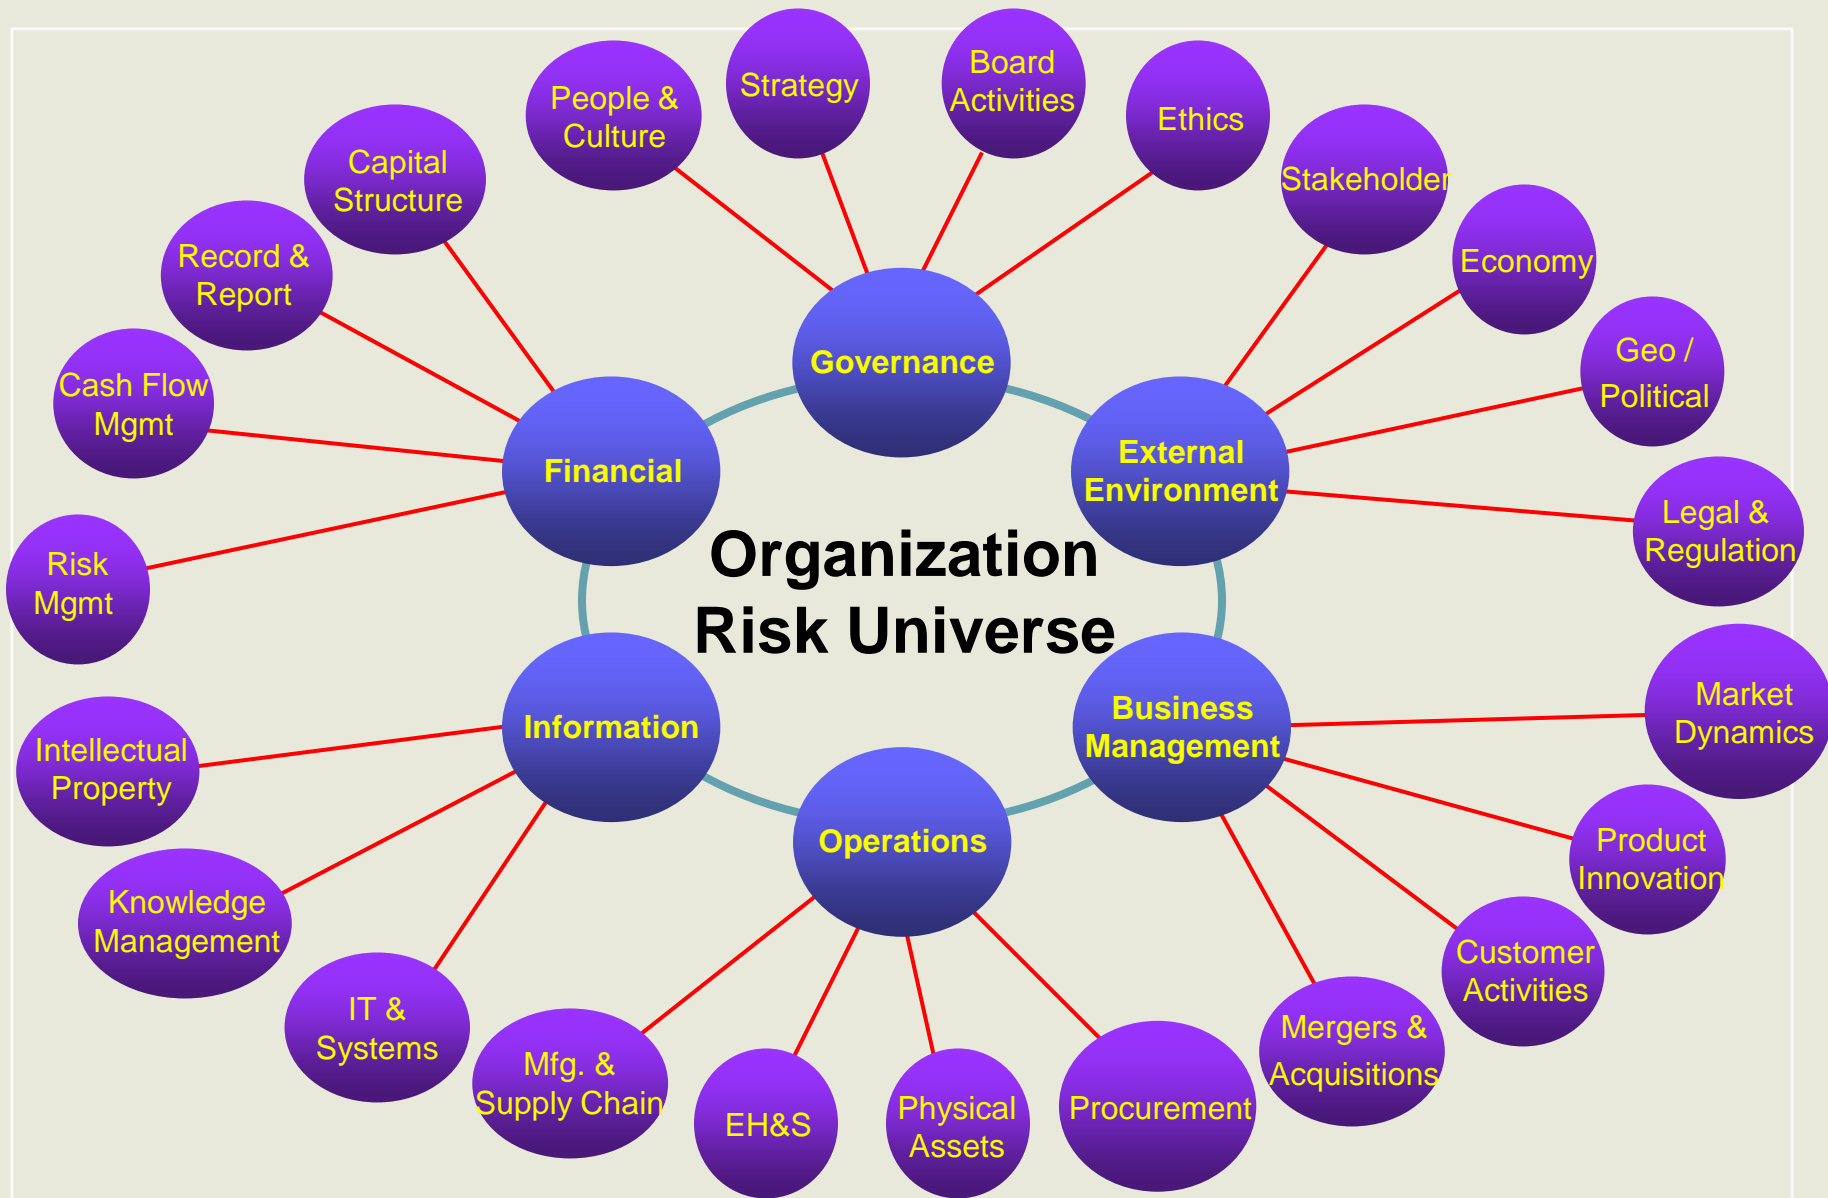 People &
Culture
Strategy
Board
Activities
Ethics
Capital
Structure
Stakeholder
Record &
Report
Economy
Cash Flow
Mgmt
Governance
Geo /
Political
Financial
External
Environment
Legal &
Regulation
Organization
Risk Universe
Risk
Mgmt
Information
Business
Management
Market
Dynamics
Intellectual
Property
Operations
Product
Innovation
Knowledge
Management
Customer
Activities
IT &
Systems
Mfg. &
Supply Chain
EH&S
Physical
Assets
Procurement
Mergers &
Acquisitions